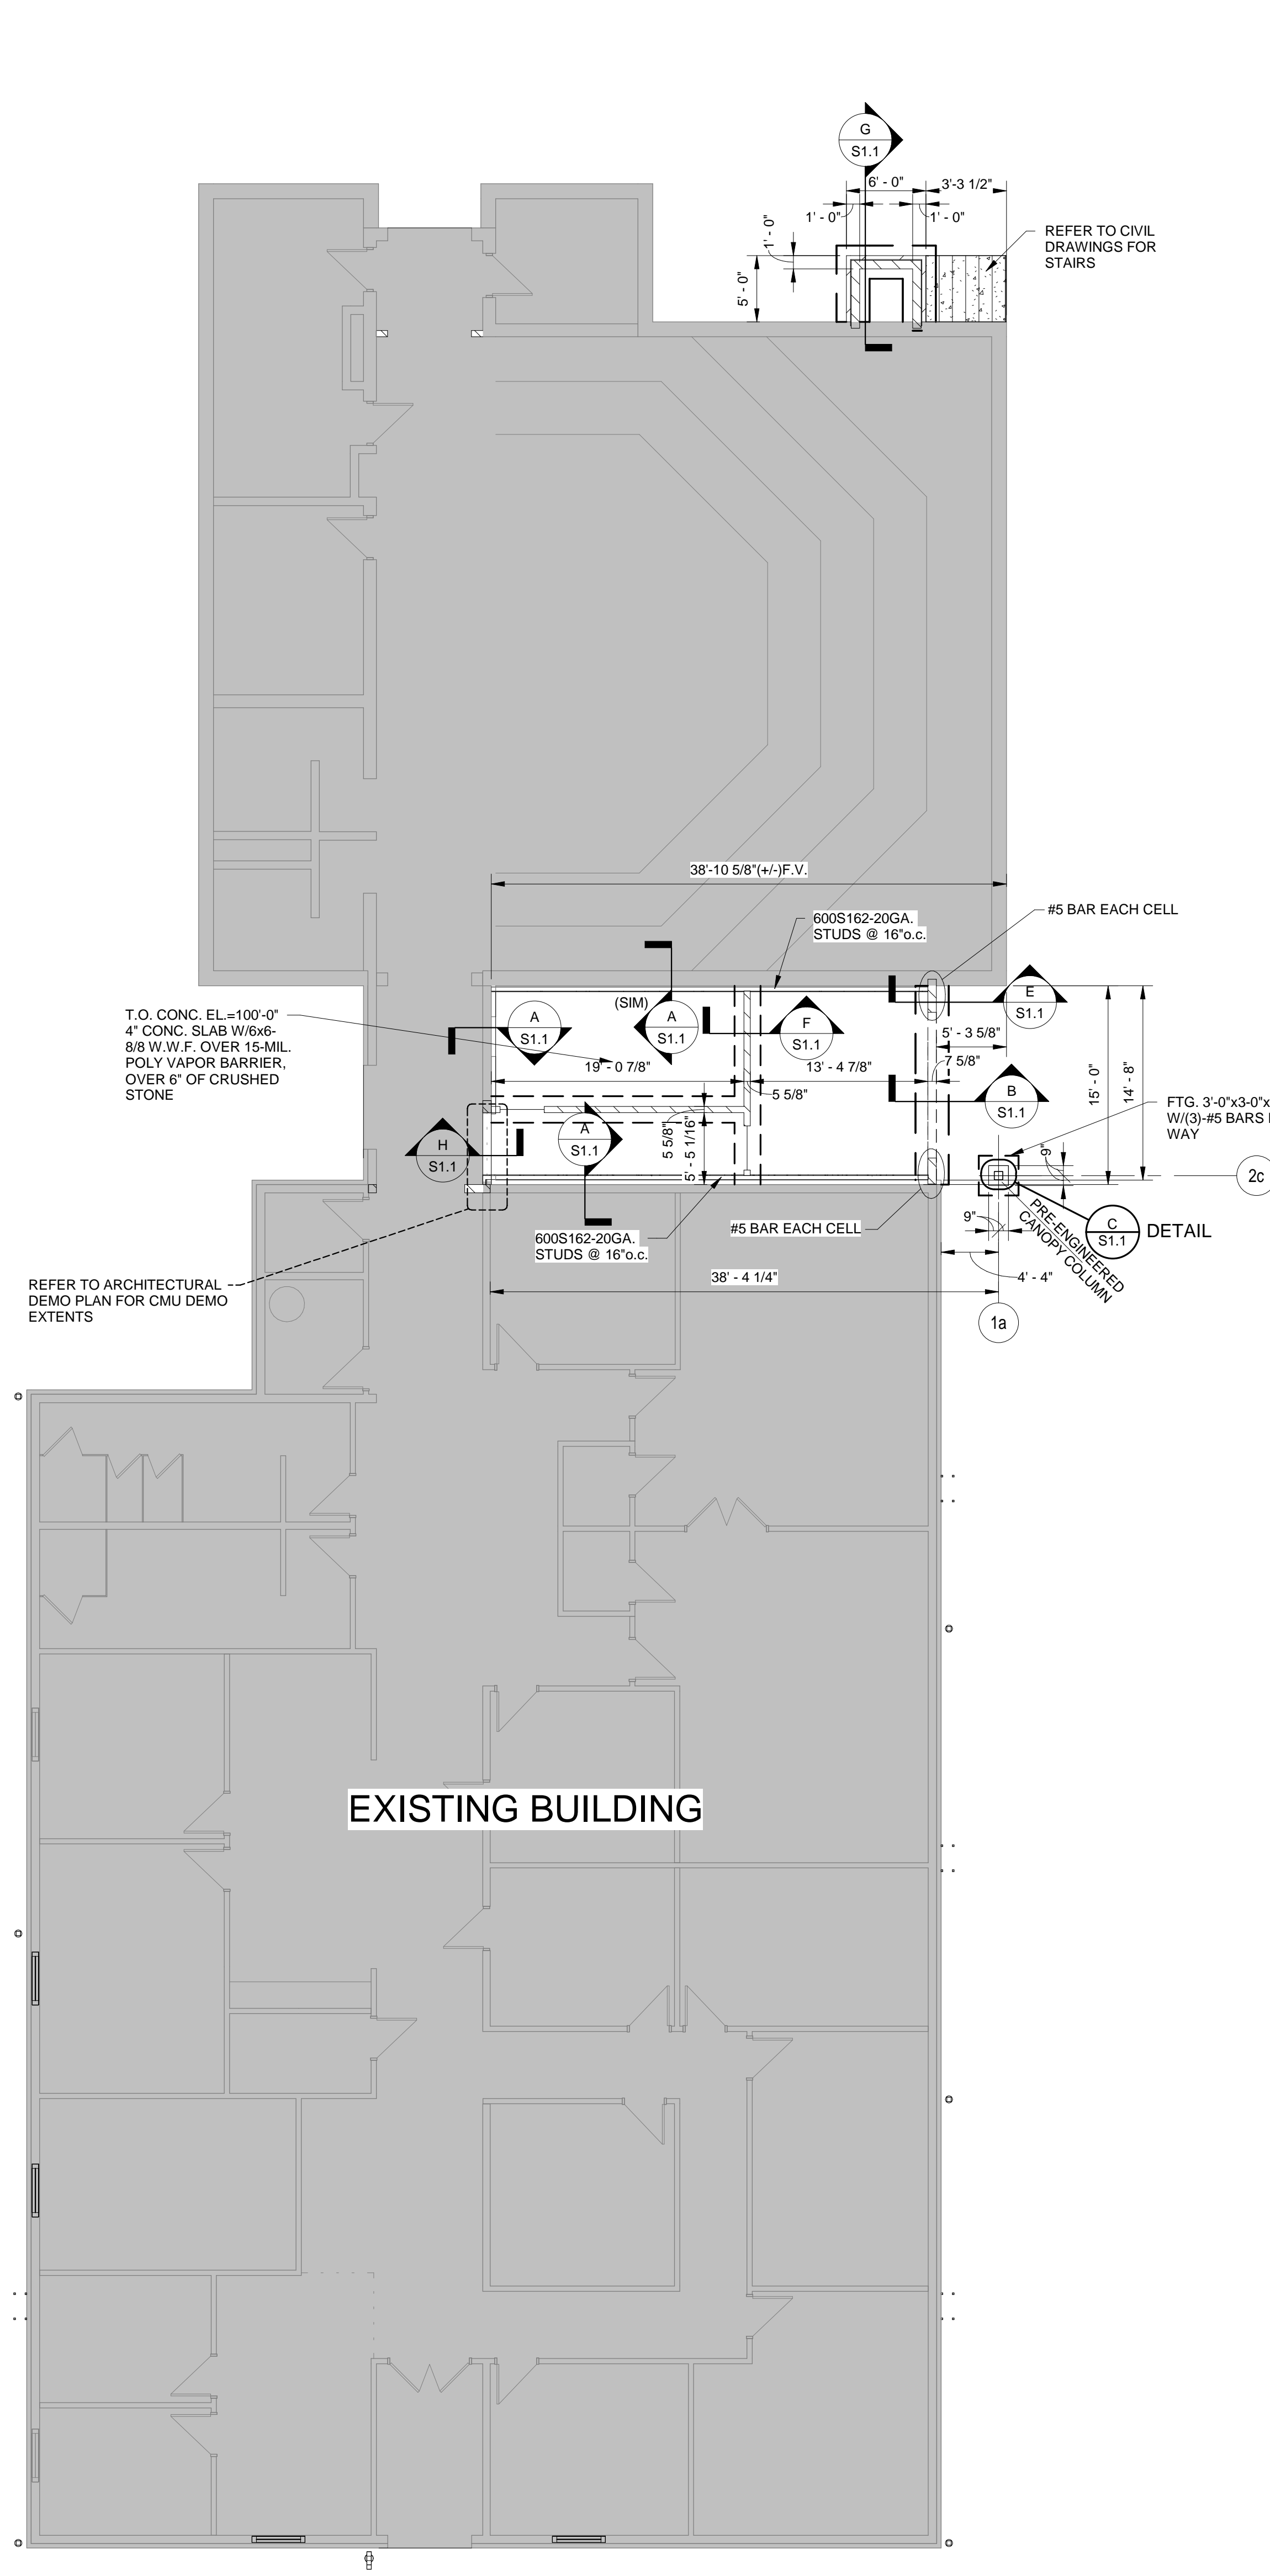 G
S1.1
6' - 0"
3'-3 1/2"
1' - 0"
1' - 0"
1' - 0"
5' - 0"
REFER TO CIVIL
DRAWINGS FOR
STAIRS
38'-10 5/8"(+/-)F.V.
600S162-20GA.
STUDS @ 16"o.c.
#5 BAR EACH CELL
T.O. CONC. EL.=100'-0"
4" CONC. SLAB W/6x6-
8/8 W.W.F. OVER 15-MIL.
POLY VAPOR BARRIER,
OVER 6" OF CRUSHED
STONE
A
S1.1
(SIM)
A
S1.1
F
S1.1
E
S1.1
5' - 3 5/8"
7 5/8"
19' - 0 7/8"
13' - 4 7/8"
5 5/8"
B
S1.1
15' - 0"
14' - 8"
FTG. 3'-0"x3-0"x
W/(3)-#5 BARS
WAY
H
S1.1
A
S1.1
5 5/8"
5' - 5 1/16"
9"
2c
9"
PRE-ENGINEERED
CANOPY COLUMN
C
S1.1
DETAIL
#5 BAR EACH CELL
600S162-20GA.
STUDS @ 16"o.c.
38' - 4 1/4"
4' - 4"
1a
REFER TO ARCHITECTURAL
DEMO PLAN FOR CMU DEMO
EXTENTS
EXISTING BUILDING